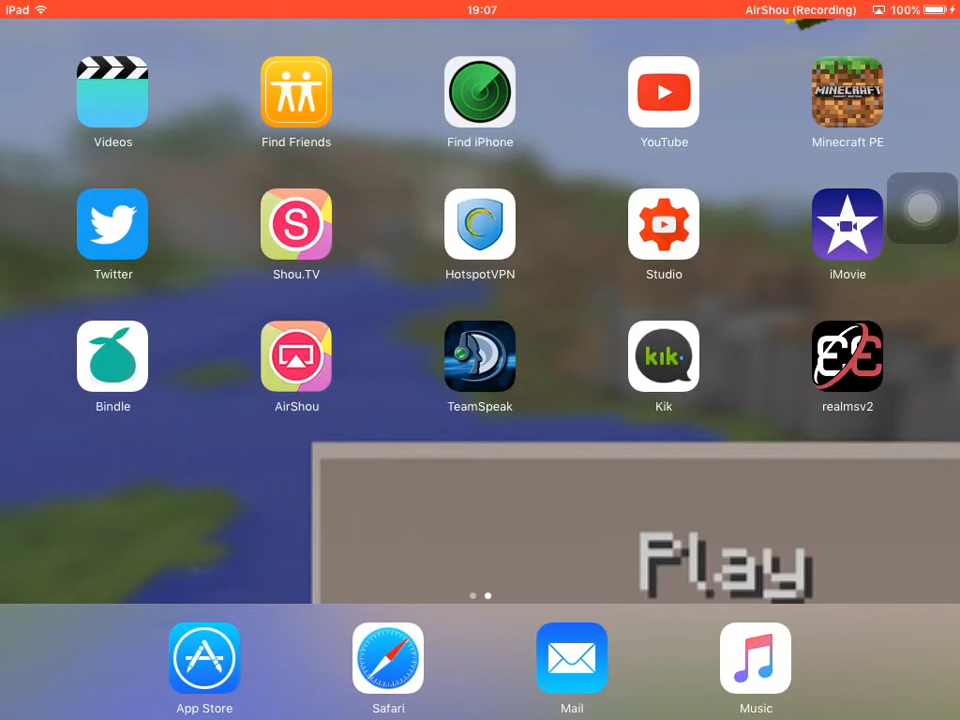 iPad 19:07 AirShou (Recording) 100%
MINECRAFT
Videos Find Friends Find iPhone YouTube Minecraft PE
S
Twitter Shou.TV HotspotVPN Studio iMovie
kik.
Bindle AirShou TeamSpeak Kik realmsv2
Play
App Store Safari Mail Music